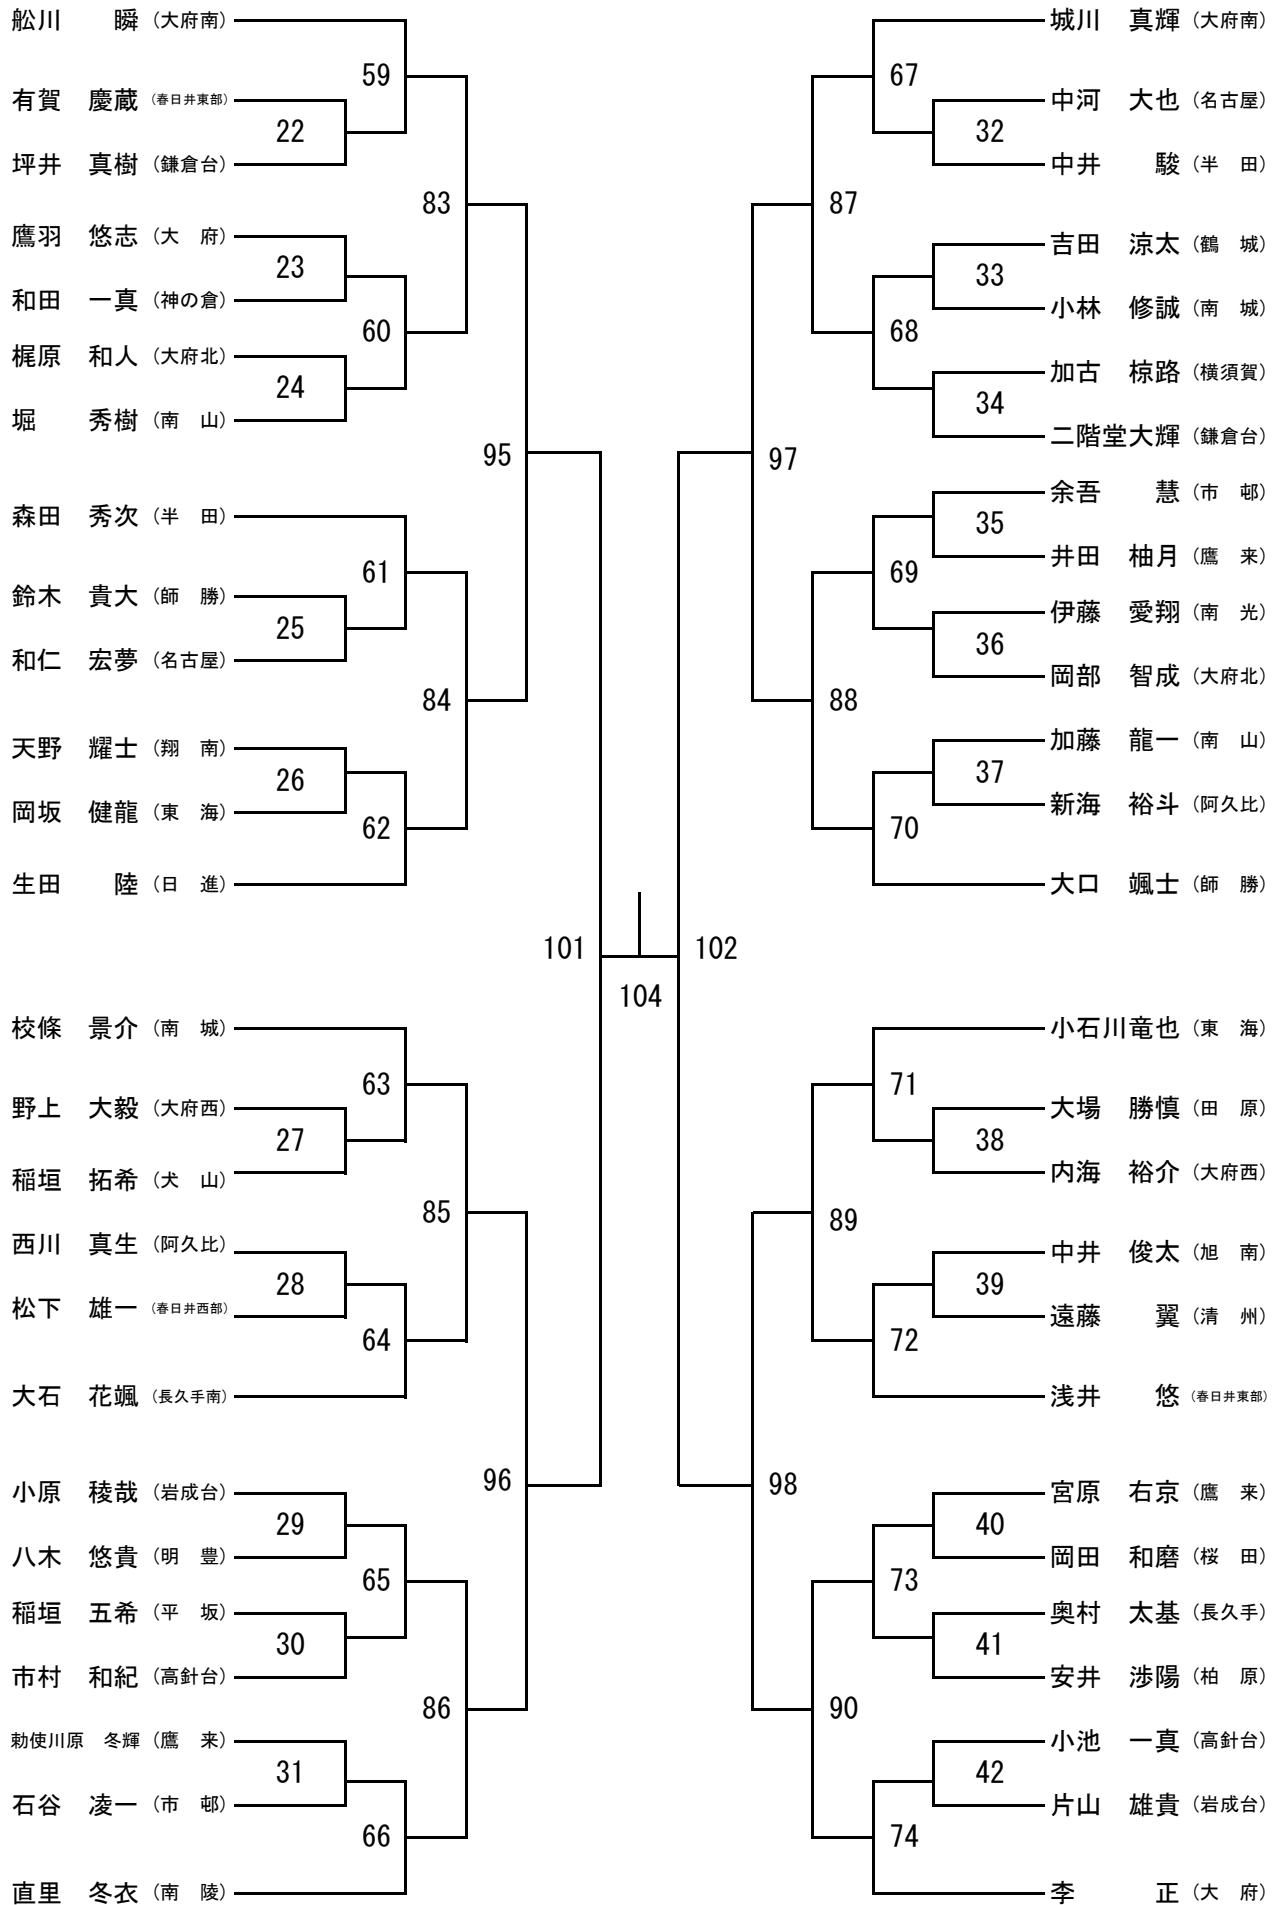 舩川　瞬（大府南）
59
有賀　慶蔵（春日井東部）
22
坪井　真樹（鎌倉台）
83
鷹羽　悠志（大　府）
23
和田　一真（神の倉）
60
梶原　和人（大府北）
24
堀　秀樹（南　山）
95
森田　秀次（半　田）
61
鈴木　貴大（師　勝）
25
和仁　宏夢（名古屋）
84
天野　耀士（翔　南）
26
岡坂　健龍（東　海）
62
生田　陸（日　進）
101
枝條　景介（南　城）
63
野上　大毅（大府西）
27
稲垣　拓希（犬　山）
85
西川　真生（阿久比）
28
松下　雄一（春日井西部）
64
大石　花颯（長久手南）
96
小原　稜哉（岩成台）
29
八木　悠貴（明　豊）
65
稲垣　五希（平　坂）
30
市村　和紀（高針台）
86
勅使川原　冬輝（鷹　来）
31
石谷　凌一（市　邨）
66
直里　冬衣（南　陵）
104
城川　真輝（大府南）
67
中河　大也（名古屋）
32
中井　駿（半　田）
87
吉田　涼太（鶴　城）
33
小林　修誠（南　城）
68
加古　椋路（横須賀）
34
二階堂大輝（鎌倉台）
97
余吾　慧（市　邨）
35
井田　柚月（鷹　来）
69
伊藤　愛翔（南　光）
36
岡部　智成（大府北）
88
加藤　龍一（南　山）
37
新海　裕斗（阿久比）
70
大口　颯士（師　勝）
102
小石川竜也（東　海）
71
大場　勝慎（田　原）
38
内海　裕介（大府西）
89
中井　俊太（旭　南）
39
遠藤　翼（清　州）
72
浅井　悠（春日井東部）
98
宮原　右京（鷹　来）
40
岡田　和磨（桜　田）
73
奥村　太基（長久手）
41
安井　渉陽（柏　原）
90
小池　一真（高針台）
42
片山　雄貴（岩成台）
74
李　正（大　府）